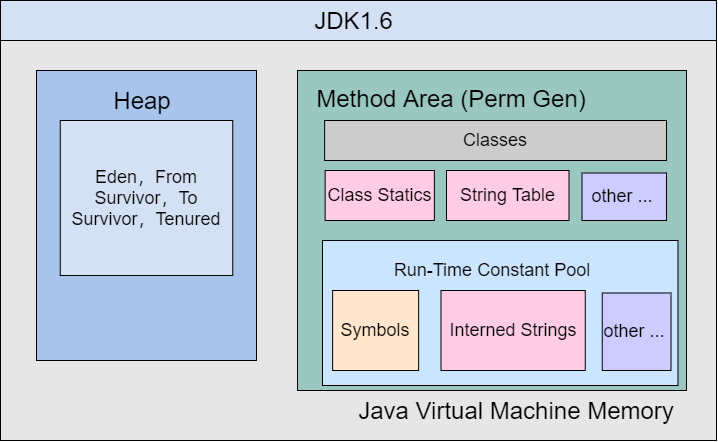 JDK1.6
Heap
Eden，From
Survivor，To
Survivor，Tenured
Method Area (Perm Gen)
Classes
Class Statics
String Table
other ...
Run-Time Constant Pool
Symbols
Interned Strings
other ...
Java Virtual Machine Memory